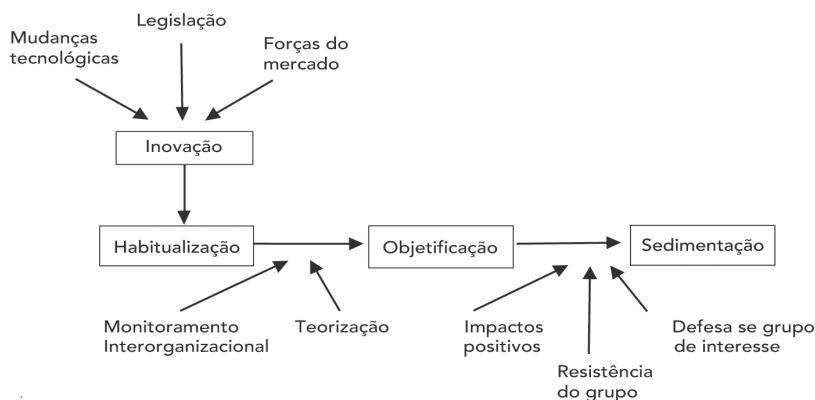 Legislação
Mudanças
tecnológicas
Forças do
mercado
Inovação
Habitualização
Objetificação
Sedimentação
Monitoramento
Interorganizacional
Teorização
Impactos
positivos
Resistência
do grupo
Defesa se grupo
de interesse